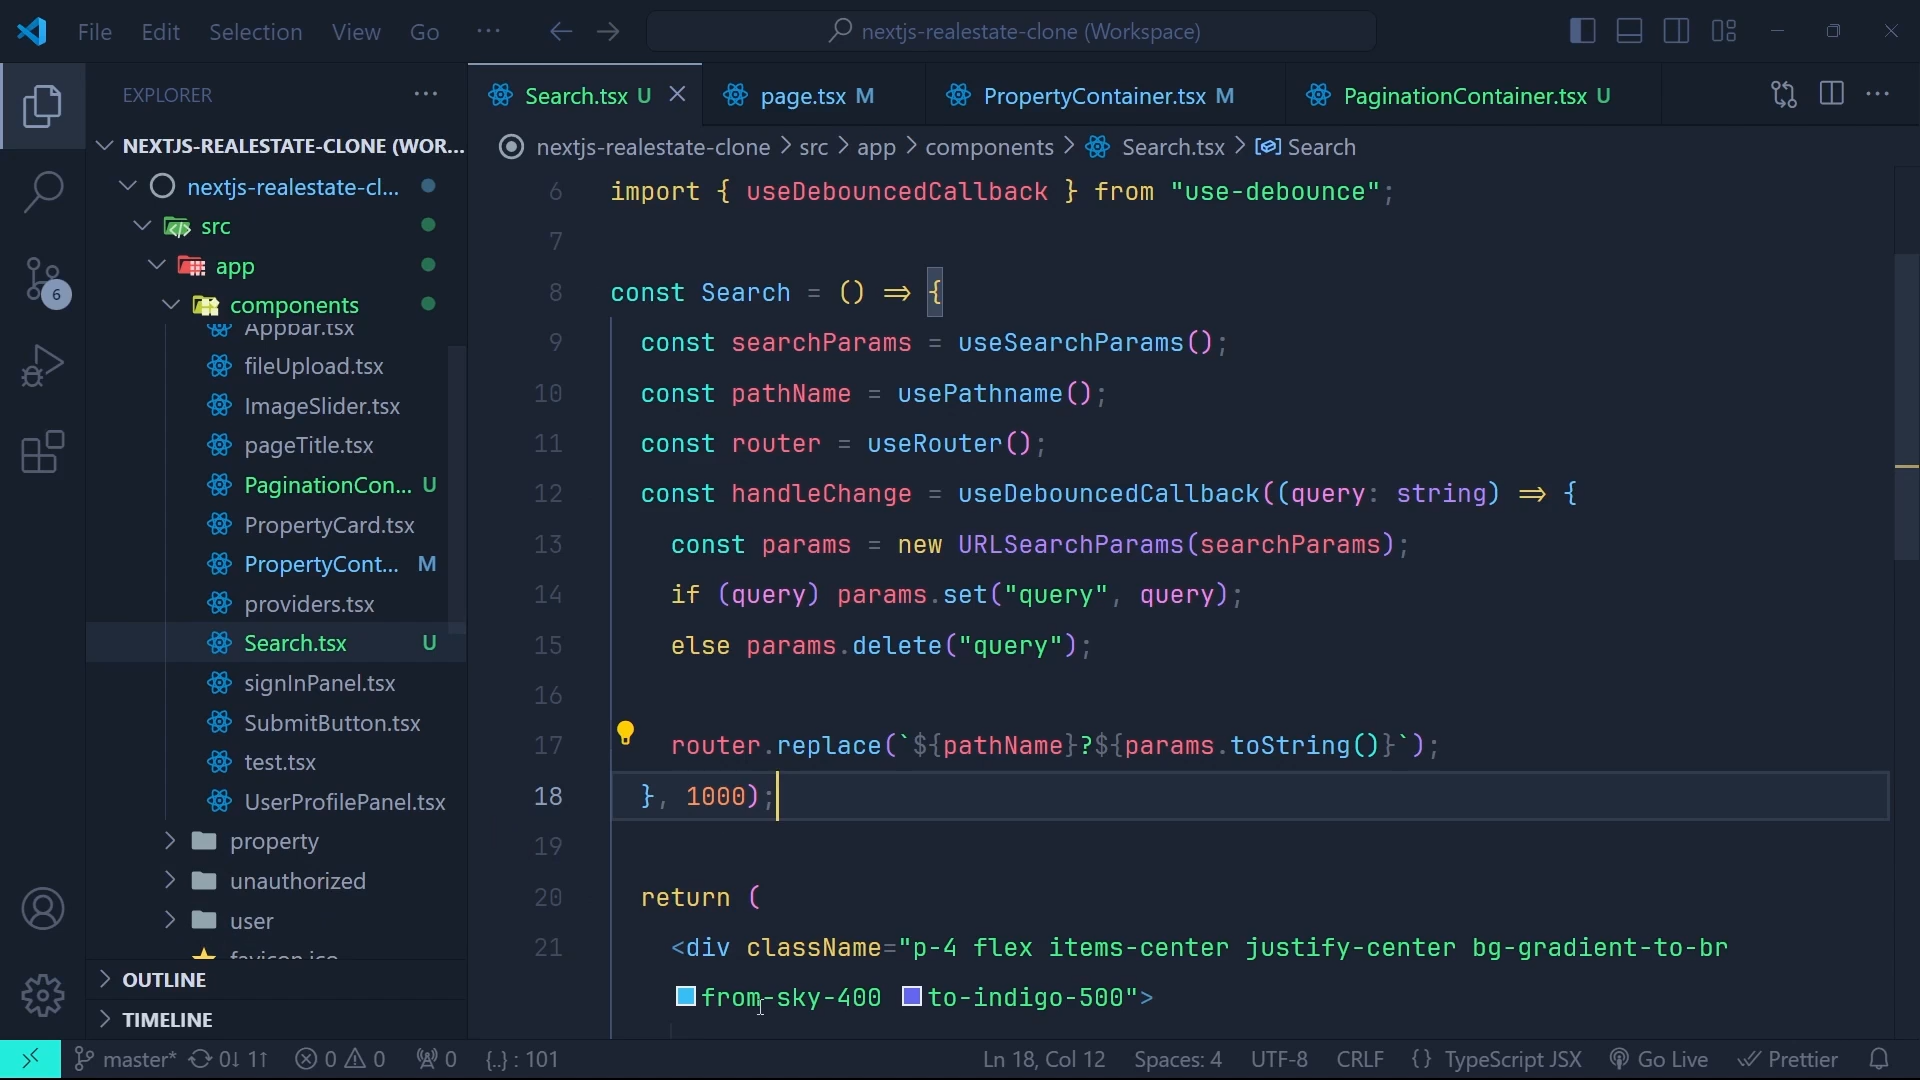 File Edit Selection View Go ··· nextjs-realestate-clone (Workspace)
EXPLORER ···
NEXTJS-REALESTATE-CLONE (WOR...
nextjs-realestate-cl...
src
app
components
Appbar.tsx
fileUpload.tsx
ImageSlider.tsx
pageTitle.tsx
PaginationCon... U
PropertyCard.tsx
PropertyCont... M
providers.tsx
Search.tsx U
signInPanel.tsx
SubmitButton.tsx
test.tsx
UserProfilePanel.tsx
property
unauthorized
user
favicon.ico
OUTLINE
TIMELINE
6
Search.tsx U page.tsx M PropertyContainer.tsx M PaginationContainer.tsx U ···
nextjs-realestate-clone > src > app > components > Search.tsx > Search
6 import { useDebouncedCallback } from "use-debounce";
7
8 const Search = () => {
9 const searchParams = useSearchParams();
10 const pathName = usePathname();
11 const router = useRouter();
12 const handleChange = useDebouncedCallback((query: string) => {
13 const params = new URLSearchParams(searchParams);
14 if (query) params.set("query", query);
15 else params.delete("query");
16
17 router.replace(`${pathName}?${params.toString()}`);
18 }, 1000);
19
20 return (
21 <div className="p-4 flex items-center justify-center bg-gradient-to-br
from-sky-400 to-indigo-500">
master* 0↓ 1↑ 0 0 0 {..} : 101 Ln 18, Col 12 Spaces: 4 UTF-8 CRLF {} TypeScript JSX Go Live Prettier